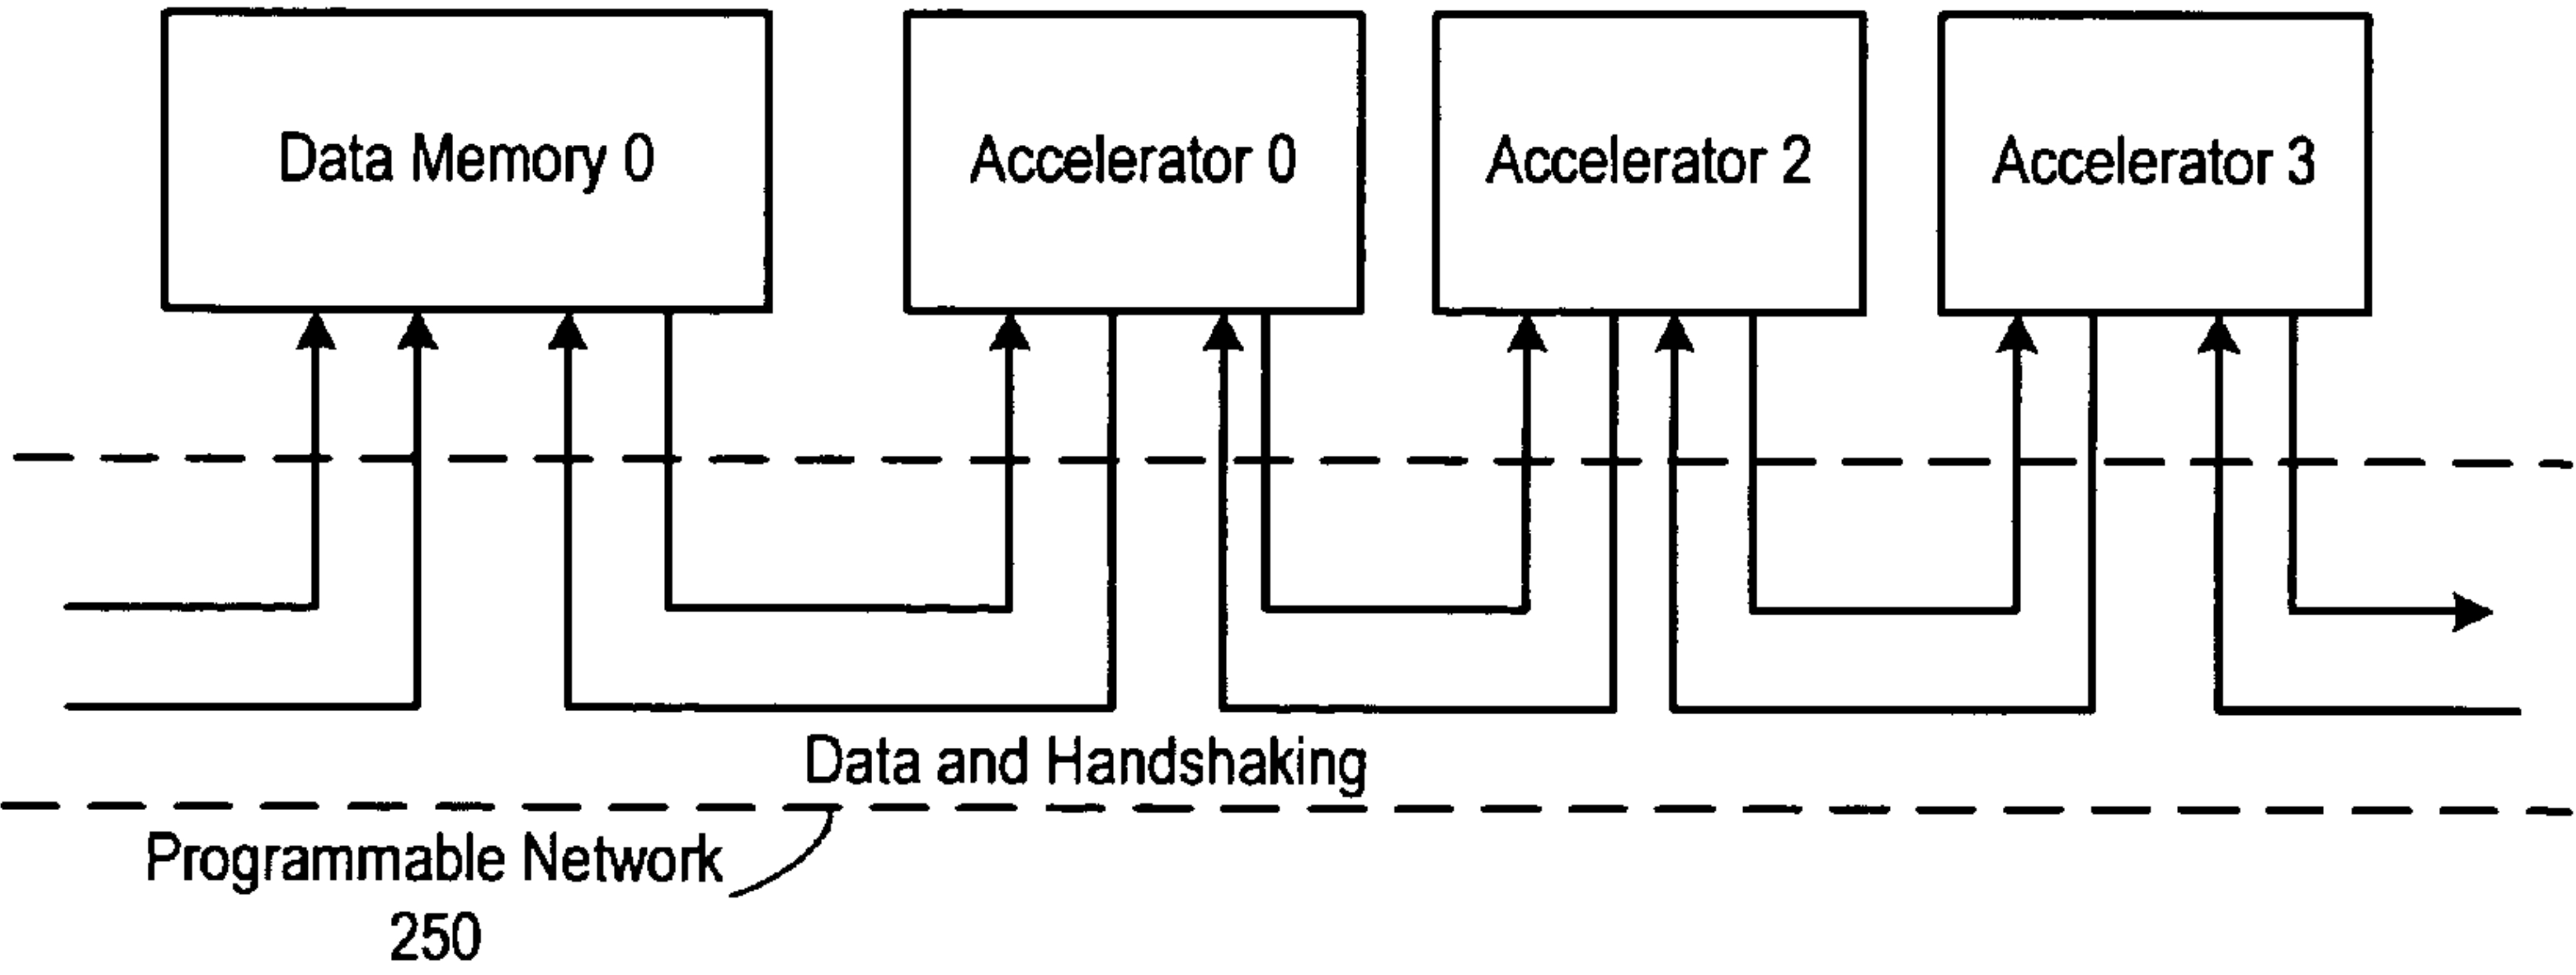 Data Memory 0
Accelerator 0
Accelerator 2
Accelerator 3
Data and Handshaking
Programmable Network
250